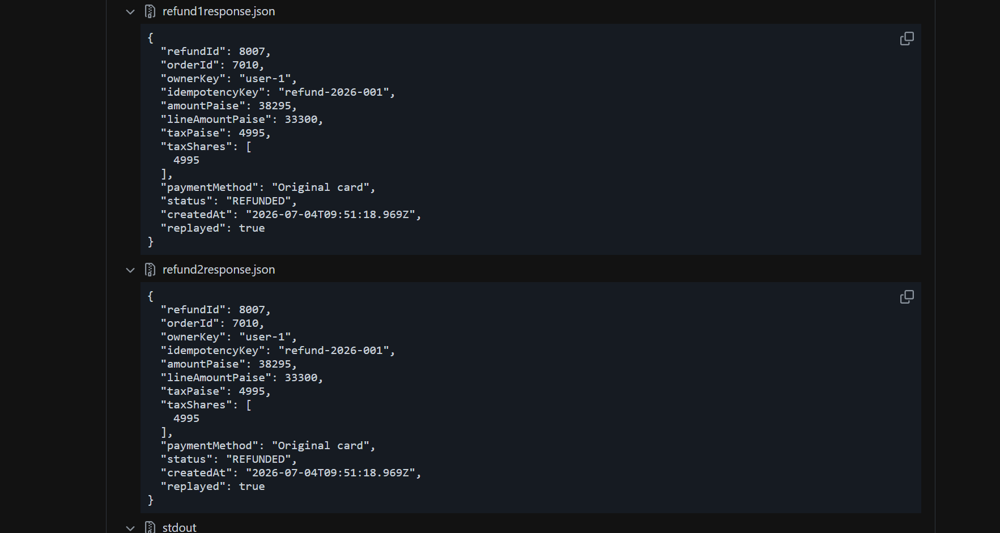 refund1response.json
{
  "refundId": 8007,
  "orderId": 7010,
  "ownerKey": "user-1",
  "idempotencyKey": "refund-2026-001",
  "amountPaise": 38295,
  "lineAmountPaise": 33300,
  "taxPaise": 4995,
  "taxShares": [
    4995
  ],
  "paymentMethod": "Original card",
  "status": "REFUNDED",
  "createdAt": "2026-07-04T09:51:18.969Z",
  "replayed": true
}
refund2response.json
{
  "refundId": 8007,
  "orderId": 7010,
  "ownerKey": "user-1",
  "idempotencyKey": "refund-2026-001",
  "amountPaise": 38295,
  "lineAmountPaise": 33300,
  "taxPaise": 4995,
  "taxShares": [
    4995
  ],
  "paymentMethod": "Original card",
  "status": "REFUNDED",
  "createdAt": "2026-07-04T09:51:18.969Z",
  "replayed": true
}
stdout